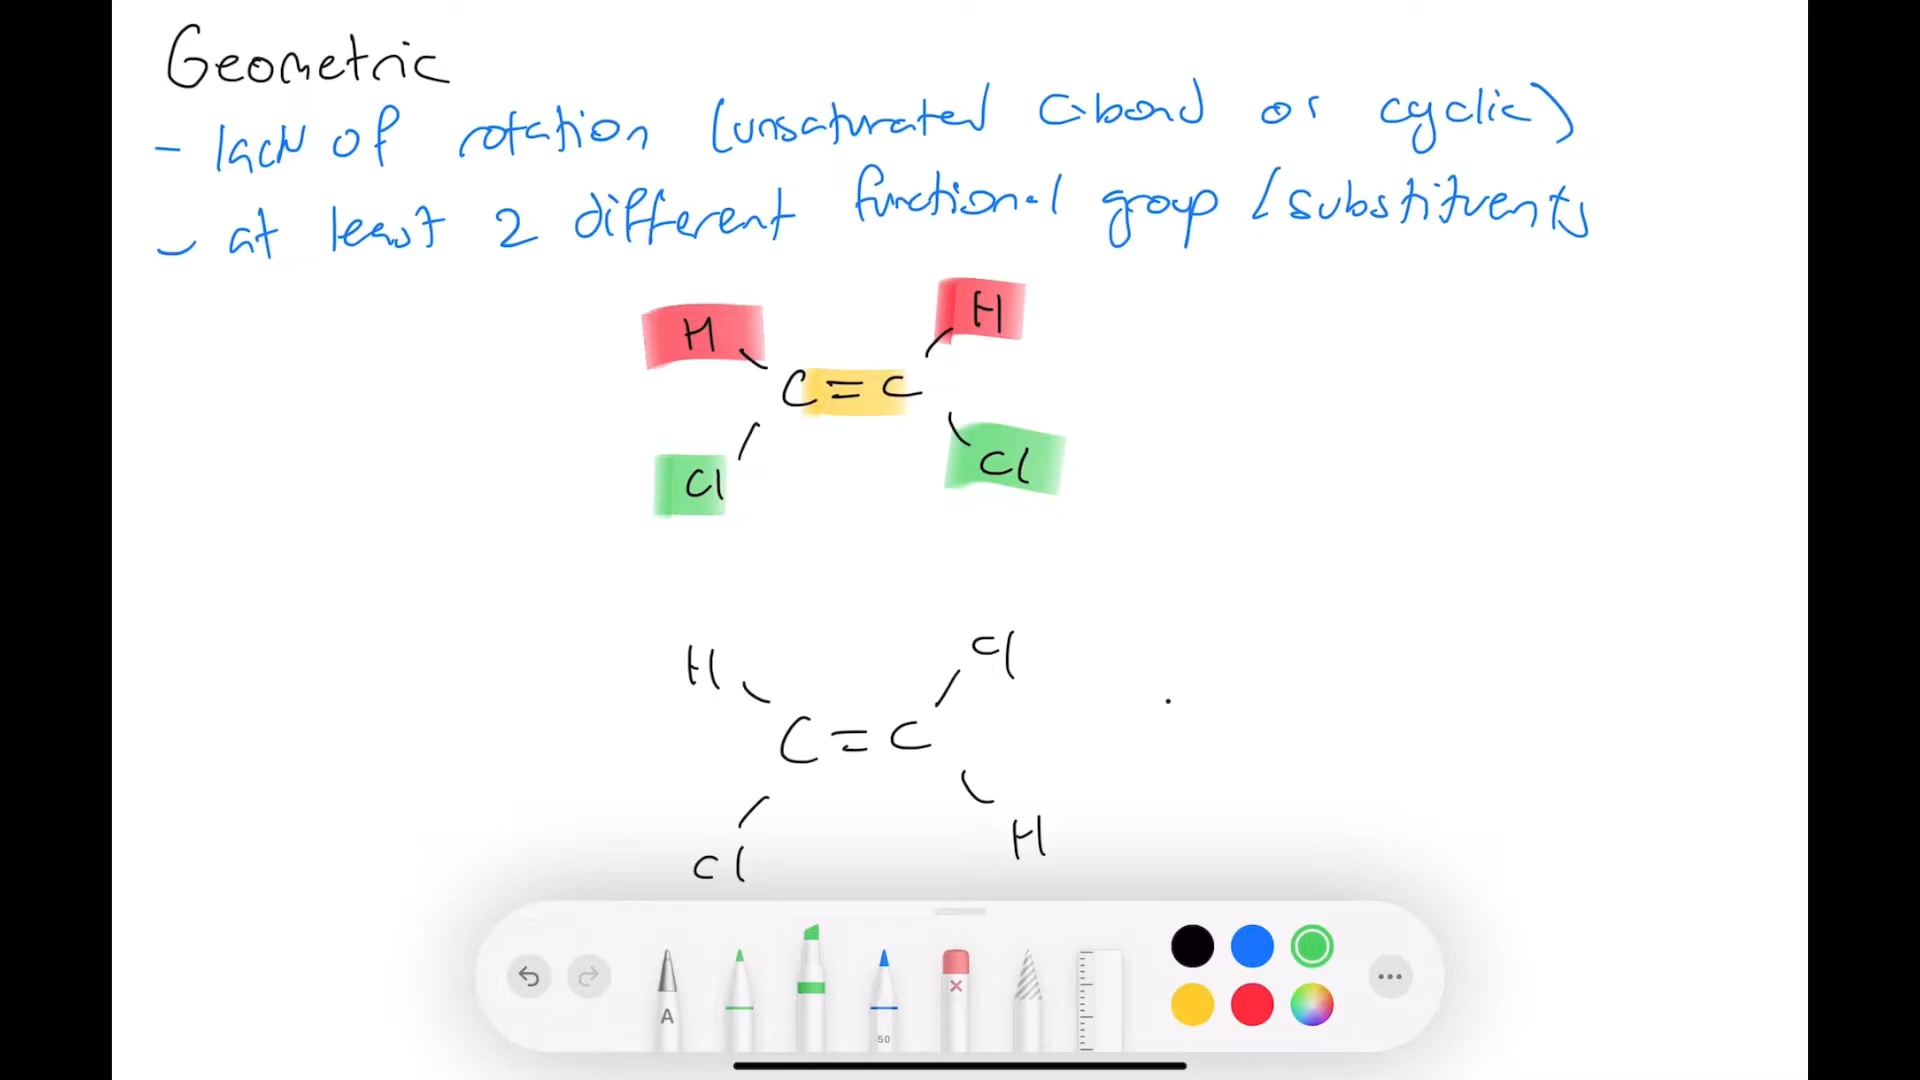 Geometric
- lack of rotation (unsaturated C-bond or cyclic)
- at least 2 different functional group / substituents
H H
C=C
Cl Cl
H Cl
C=C
Cl H
A
50